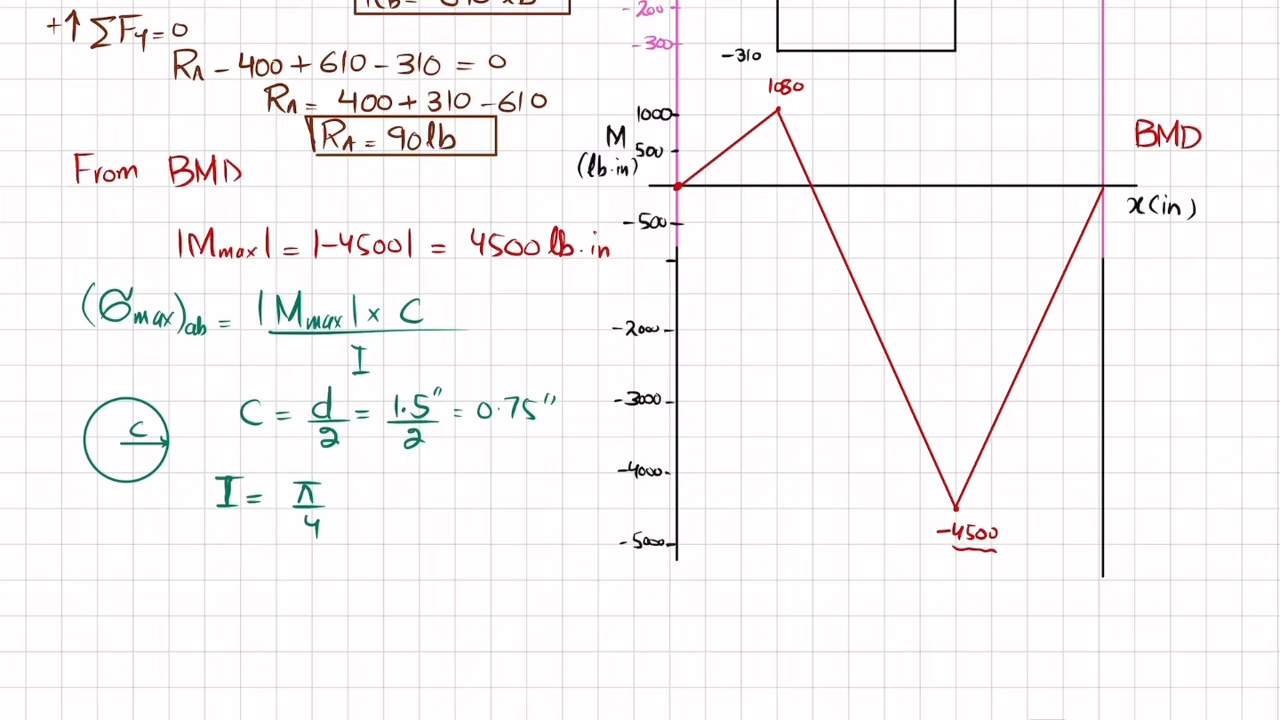 +↑ ΣFy = 0
RA - 400 + 610 - 310 = 0
RA = 400 + 310 - 610
RA = 90 lb
From BMD
|Mmax| = |-4500| = 4500 lb·in
(σmax)ab = |Mmax| × C / I
C
C = d/2 = 1.5"/2 = 0.75"
I = π/4
-200
-300
-310
1080
M
(lb·in)
1000
500
-500
-2000
-3000
-4000
-5000
-4500
BMD
x(in)